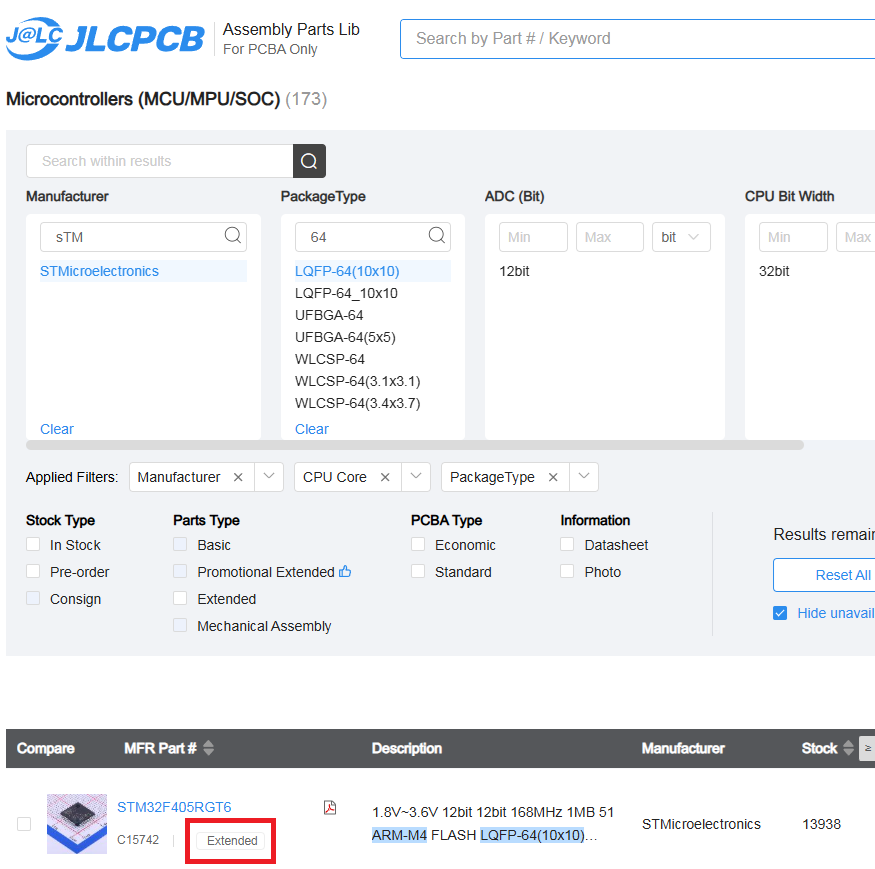 J@LC JLCPCB
Assembly Parts Lib
For PCBA Only
Search by Part # / Keyword
Microcontrollers (MCU/MPU/SOC) (173)
Search within results
Manufacturer PackageType ADC (Bit) CPU Bit Width
sTM 64 Min Max bit Min Max
STMicroelectronics LQFP-64(10x10) 12bit 32bit
LQFP-64_10x10
UFBGA-64
UFBGA-64(5x5)
WLCSP-64
WLCSP-64(3.1x3.1)
WLCSP-64(3.4x3.7)
Clear Clear
Applied Filters: Manufacturer × CPU Core × PackageType ×
Stock Type Parts Type PCBA Type Information
In Stock Basic Economic Datasheet
Results remain
Pre-order Promotional Extended Standard Photo
Reset All
Consign Extended
Hide unavail
Mechanical Assembly
Compare MFR Part # Description Manufacturer Stock ≥
STM32F405RGT6
1.8V~3.6V 12bit 12bit 168MHz 1MB 51
STMicroelectronics 13938
C15742 Extended
ARM-M4 FLASH LQFP-64(10x10)...